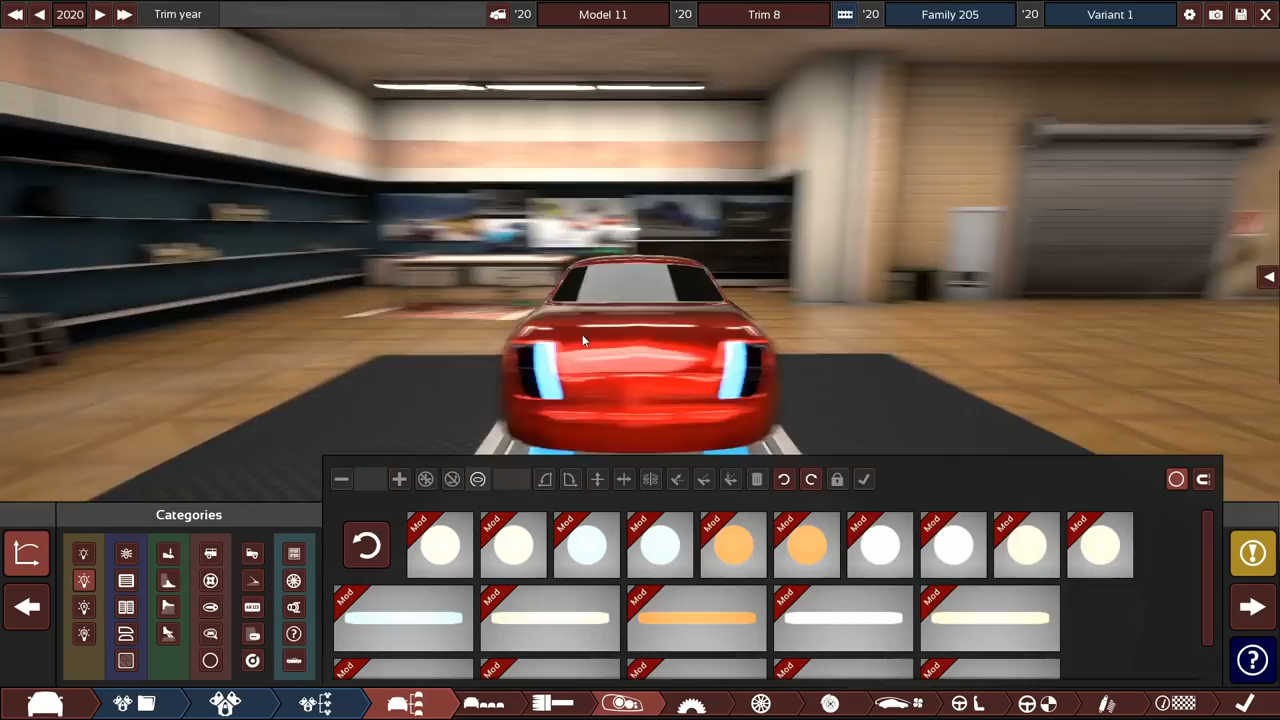 2020 Trim year '20 Model 11 '20 Trim 8 '20 Family 205 '20 Variant 1
Categories
Mod Mod Mod Mod Mod Mod Mod Mod Mod Mod
Mod Mod Mod Mod Mod
Mod Mod Mod Mod Mod